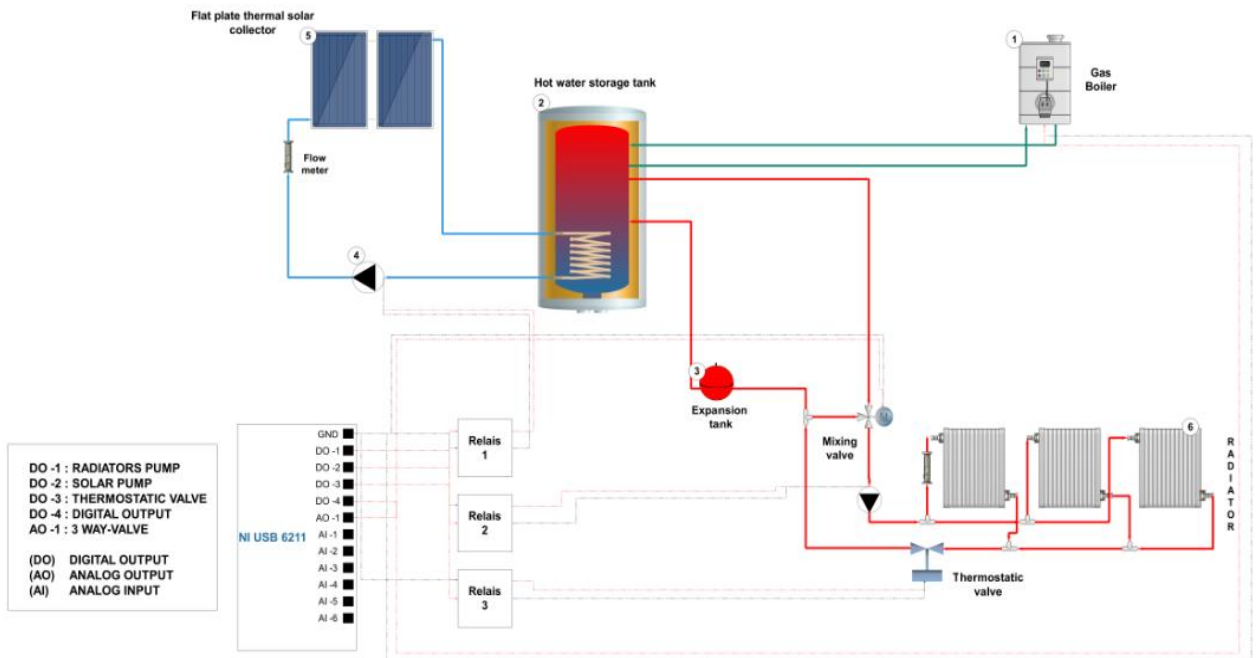 Flat plate thermal solar
collector
5
1
Gas
Boiler
Hot water storage tank
2
Flow
meter
4
3
Expansion
tank
Mixing
valve
6
RADIATOR
Thermostatic
valve
Relais
1
Relais
2
Relais
3
NI USB 6211
GND
DO -1
DO -2
DO -3
DO -4
AO -1
AI -1
AI -2
AI -3
AI -4
AI -5
AI -6
DO -1 : RADIATORS PUMP
DO -2 : SOLAR PUMP
DO -3 : THERMOSTATIC VALVE
DO -4 : DIGITAL OUTPUT
AO -1 : 3 WAY-VALVE
(DO) DIGITAL OUTPUT
(AO) ANALOG OUTPUT
(AI) ANALOG INPUT